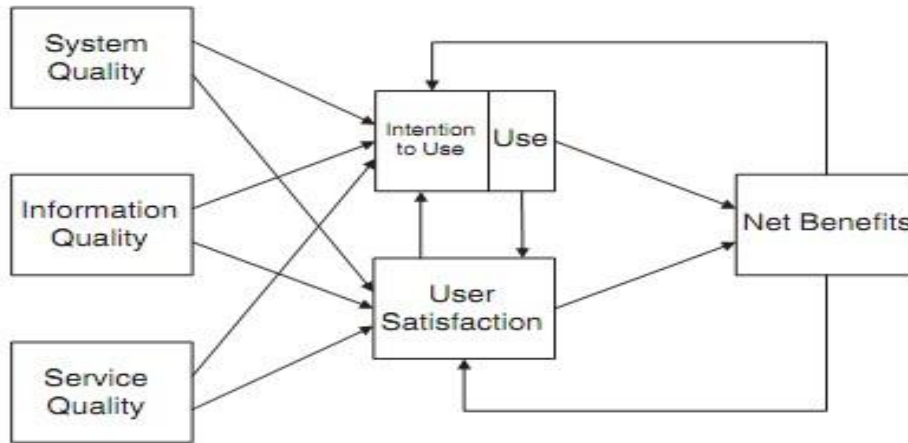 System
Quality
Intention
to Use
Use
Information
Quality
Net Benefits
User
Satisfaction
Service
Quality